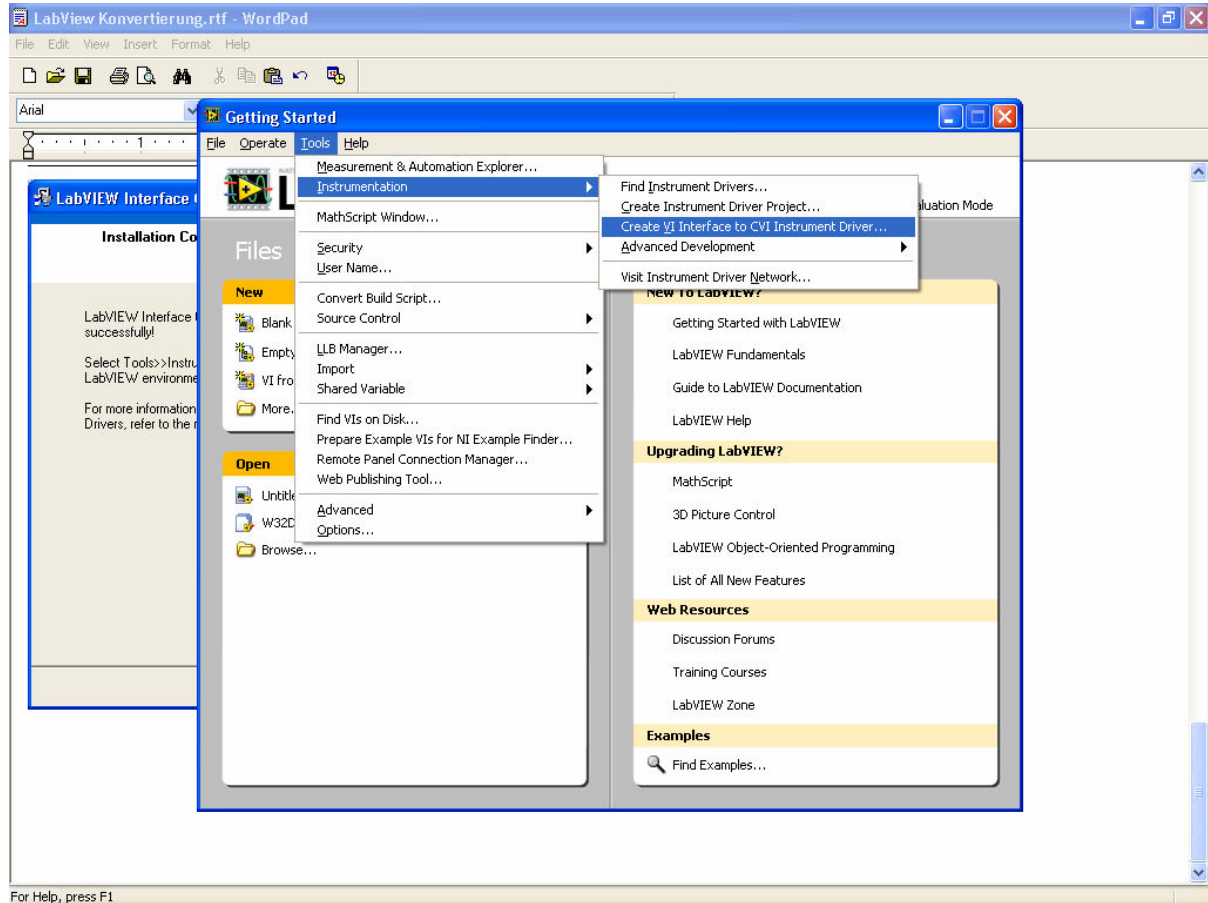 LabView Konvertierung.rtf - WordPad
File Edit View Insert Format Help
Arial
1
LabVIEW Interface
Installation Co
LabVIEW Interface
successfully!
Select Tools>>Instru
LabVIEW environme
For more information
Drivers, refer to the r
Getting Started
File Operate Tools Help
L
Measurement & Automation Explorer...
Instrumentation
MathScript Window...
Security
User Name...
Convert Build Script...
Source Control
LLB Manager...
Import
Shared Variable
Find VIs on Disk...
Prepare Example VIs for NI Example Finder...
Remote Panel Connection Manager...
Web Publishing Tool...
Advanced
Options...
Find Instrument Drivers...
Create Instrument Driver Project...
Create VI Interface to CVI Instrument Driver...
Advanced Development
Visit Instrument Driver Network...
luation Mode
Files
New
Blank
Empty
VI fro
More.
Open
Untitle
W32D
Browse...
New To LabVIEW?
Getting Started with LabVIEW
LabVIEW Fundamentals
Guide to LabVIEW Documentation
LabVIEW Help
Upgrading LabVIEW?
MathScript
3D Picture Control
LabVIEW Object-Oriented Programming
List of All New Features
Web Resources
Discussion Forums
Training Courses
LabVIEW Zone
Examples
Find Examples...
For Help, press F1